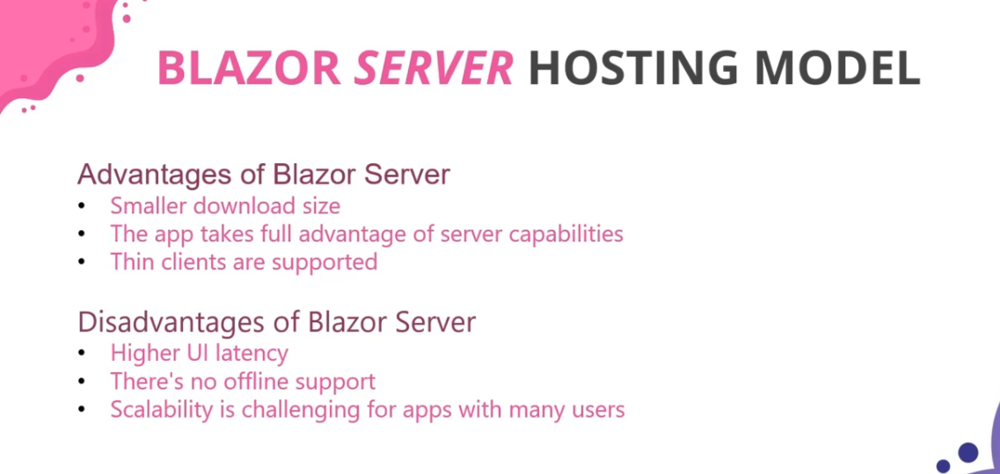 BLAZOR SERVER HOSTING MODEL
Advantages of Blazor Server
• Smaller download size
• The app takes full advantage of server capabilities
• Thin clients are supported
Disadvantages of Blazor Server
• Higher UI latency
• There's no offline support
• Scalability is challenging for apps with many users